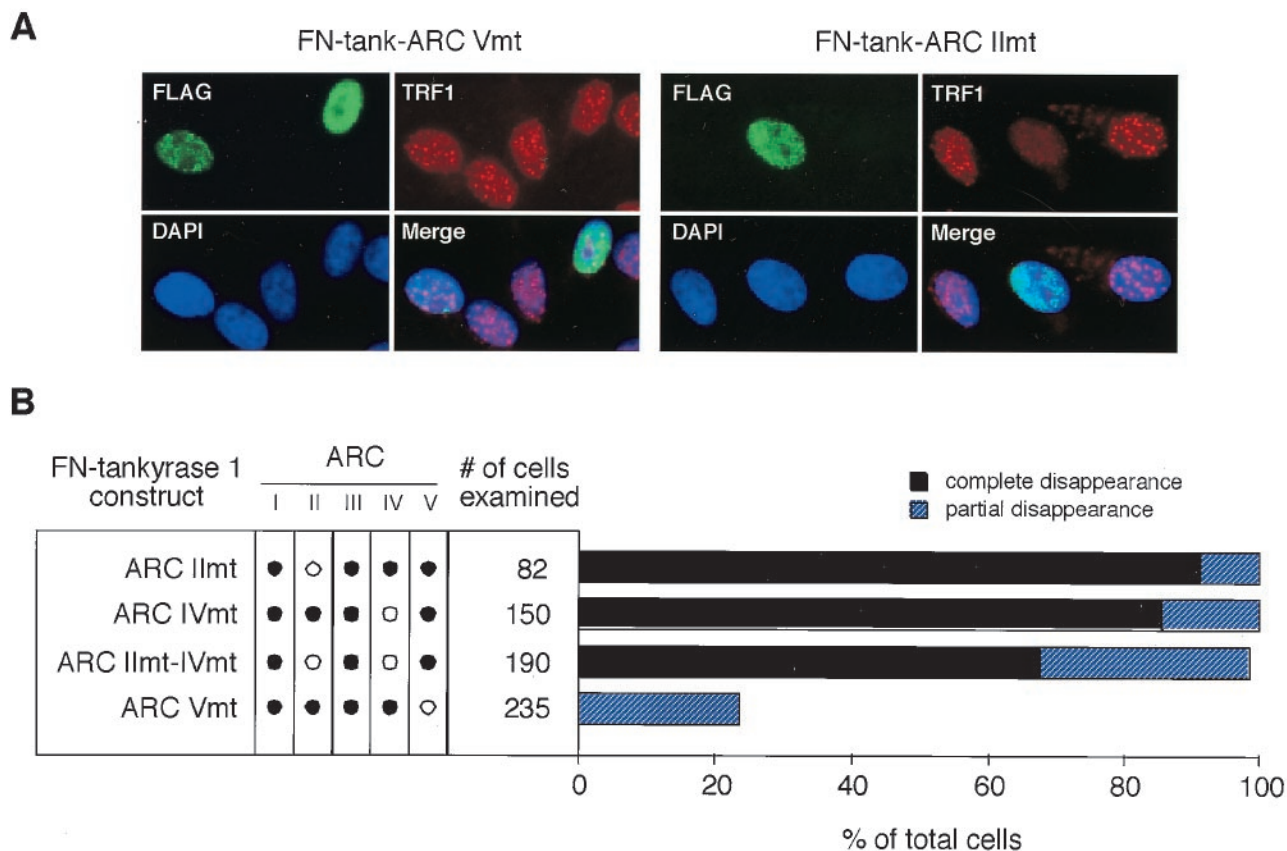 A
FN-tank-ARC Vmt
FN-tank-ARC IImt
FLAG
TRF1
FLAG
TRF1
DAPI
Merge
DAPI
Merge
B
FN-tankyrase 1
construct
ARC
I II III IV V
# of cells
examined
complete disappearance
partial disappearance
ARC IImt 82
ARC IVmt 150
ARC IImt-IVmt 190
ARC Vmt 235
0 20 40 60 80 100
% of total cells